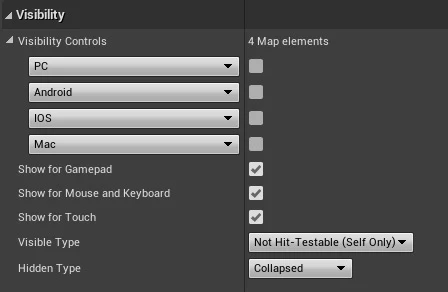 Visibility
Visibility Controls 4 Map elements
PC
Android
IOS
Mac
Show for Gamepad
Show for Mouse and Keyboard
Show for Touch
Visible Type Not Hit-Testable (Self Only)
Hidden Type Collapsed